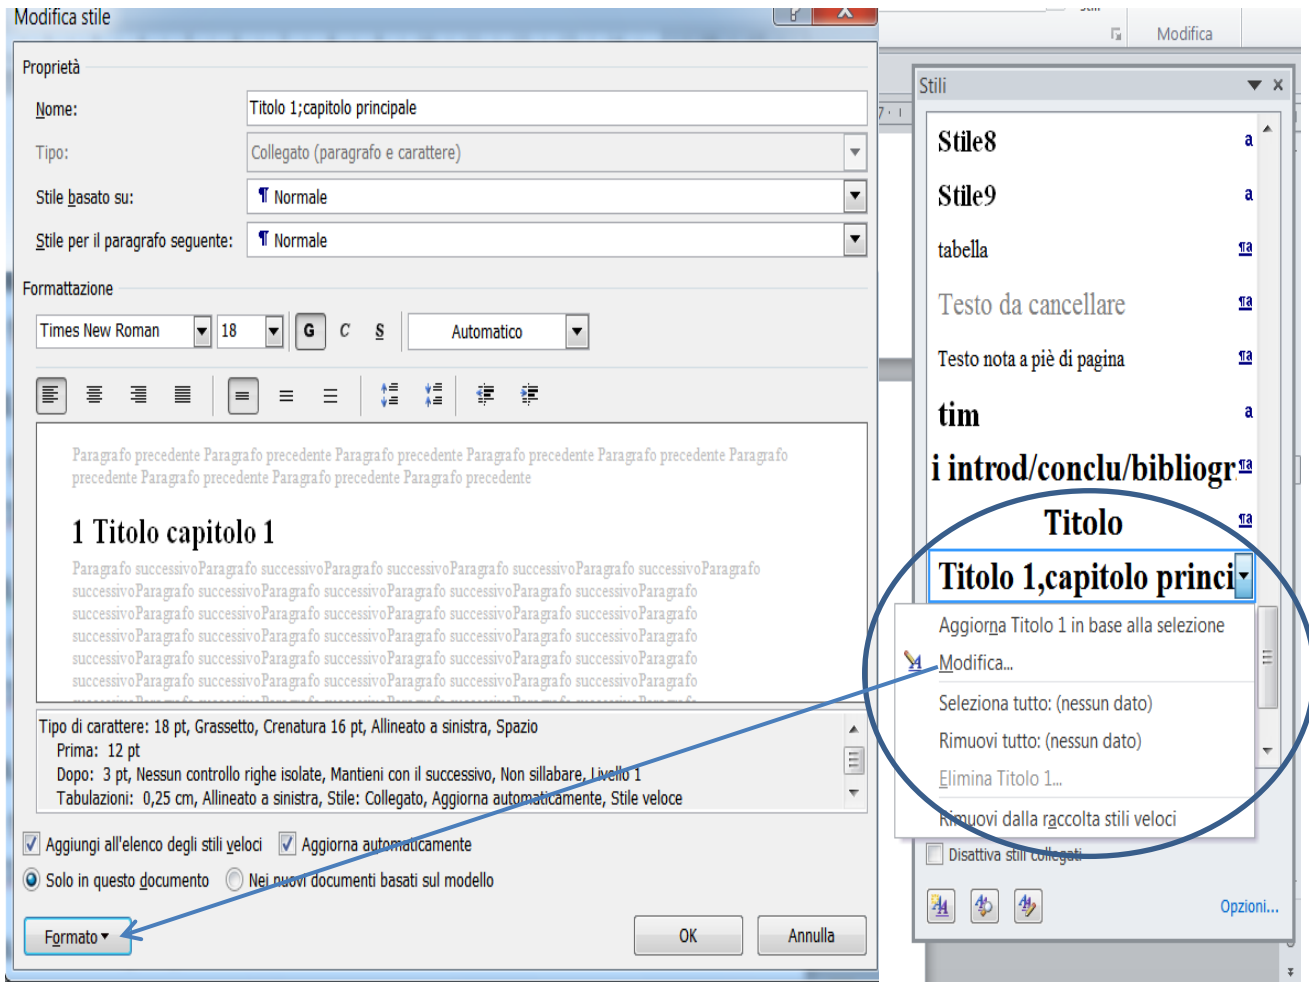 Modifica stile
Proprietà
Nome:
Titolo 1;capitolo principale
Tipo:
Collegato (paragrafo e carattere)
Stile basato su:
¶ Normale
Stile per il paragrafo seguente:
¶ Normale
Formattazione
Times New Roman
18
G C S
Automatico
Paragrafo precedente Paragrafo precedente Paragrafo precedente Paragrafo precedente Paragrafo precedente Paragrafo
precedente Paragrafo precedente Paragrafo precedente Paragrafo precedente
1 Titolo capitolo 1
Paragrafo successivoParagrafo successivoParagrafo successivoParagrafo successivoParagrafo successivoParagrafo
successivoParagrafo successivoParagrafo successivoParagrafo successivoParagrafo successivoParagrafo
successivoParagrafo successivoParagrafo successivoParagrafo successivoParagrafo successivoParagrafo
successivoParagrafo successivoParagrafo successivoParagrafo successivoParagrafo successivoParagrafo
successivoParagrafo successivoParagrafo successivoParagrafo successivoParagrafo successivoParagrafo
successivoParagrafo successivoParagrafo successivoParagrafo successivoParagrafo successivoParagrafo
Tipo di carattere: 18 pt, Grassetto, Crenatura 16 pt, Allineato a sinistra, Spazio
Prima: 12 pt
Dopo: 3 pt, Nessun controllo righe isolate, Mantieni con il successivo, Non sillabare, Livello 1
Tabulazioni: 0,25 cm, Allineato a sinistra, Stile: Collegato, Aggiorna automaticamente, Stile veloce
Aggiungi all'elenco degli stili veloci
Aggiorna automaticamente
Solo in questo documento
Nei nuovi documenti basati sul modello
Formato
OK
Annulla
Modifica
7
Stili
Stile8 a
Stile9 a
tabella ¶a
Testo da cancellare ¶a
Testo nota a piè di pagina ¶a
tim a
i introd/conclu/bibliogr ¶a
Titolo ¶a
Titolo 1,capitolo princi
Aggiorna Titolo 1 in base alla selezione
Modifica...
Seleziona tutto: (nessun dato)
Rimuovi tutto: (nessun dato)
Elimina Titolo 1...
Rimuovi dalla raccolta stili veloci
Disattiva stili collegati
Opzioni...